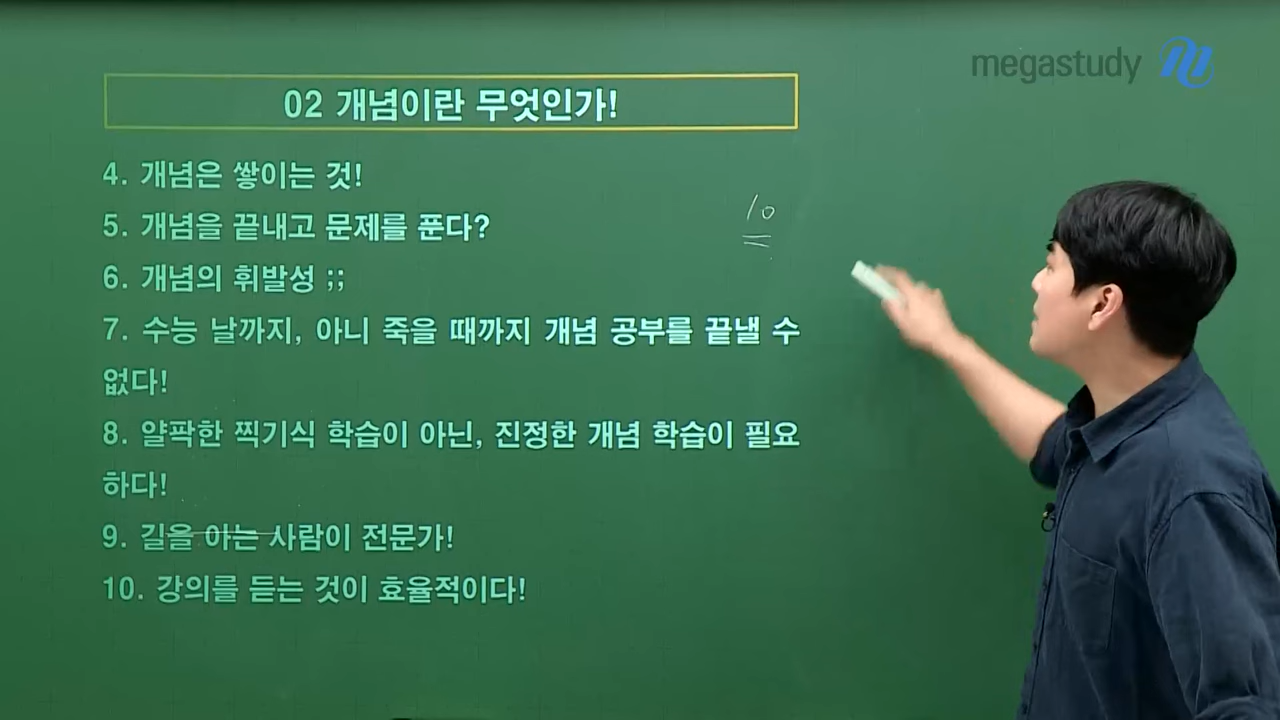 megastudy
02 개념이란 무엇인가!
4. 개념은 쌓이는 것!
5. 개념을 끝내고 문제를 푼다?
10
6. 개념의 휘발성 ;;
7. 수능 날까지, 아니 죽을 때까지 개념 공부를 끝낼 수
없다!
8. 얄팍한 찍기식 학습이 아닌, 진정한 개념 학습이 필요
하다!
9. 길을 아는 사람이 전문가!
10. 강의를 듣는 것이 효율적이다!